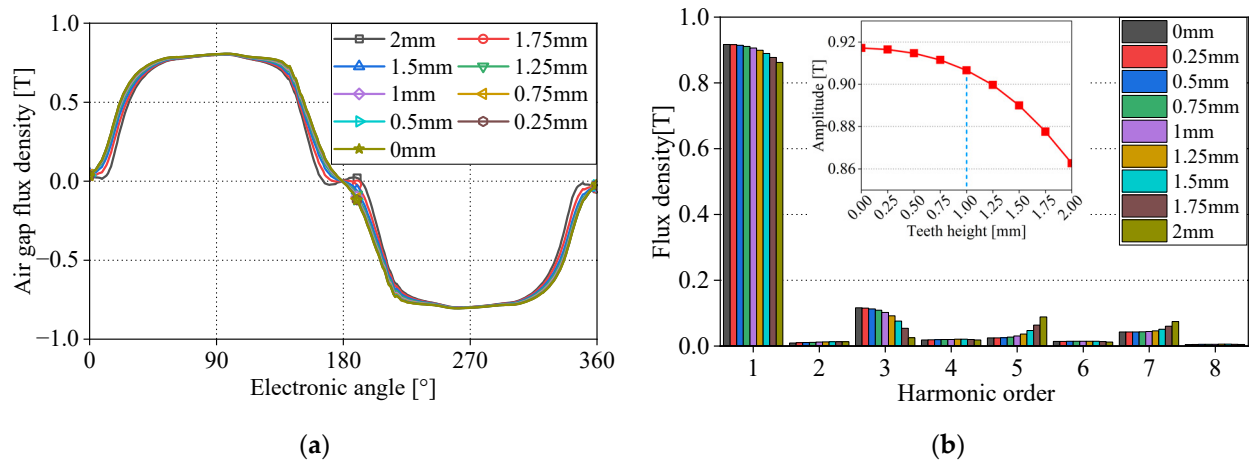 1.0
0.5
0.0
−0.5
−1.0
Air gap flux density [T]
2mm 1.75mm
1.5mm 1.25mm
1mm 0.75mm
0.5mm 0.25mm
0mm
0 90 180 270 360
Electronic angle [°]
(a)
1.0
0.8
0.6
0.4
0.2
0.0
Flux density[T]
0.92
0.90
0.88
0.86
Amplitude [T]
0.00 0.25 0.50 0.75 1.00 1.25 1.50 1.75 2.00
Teeth height [mm]
0mm
0.25mm
0.5mm
0.75mm
1mm
1.25mm
1.5mm
1.75mm
2mm
1 2 3 4 5 6 7 8
Harmonic order
(b)